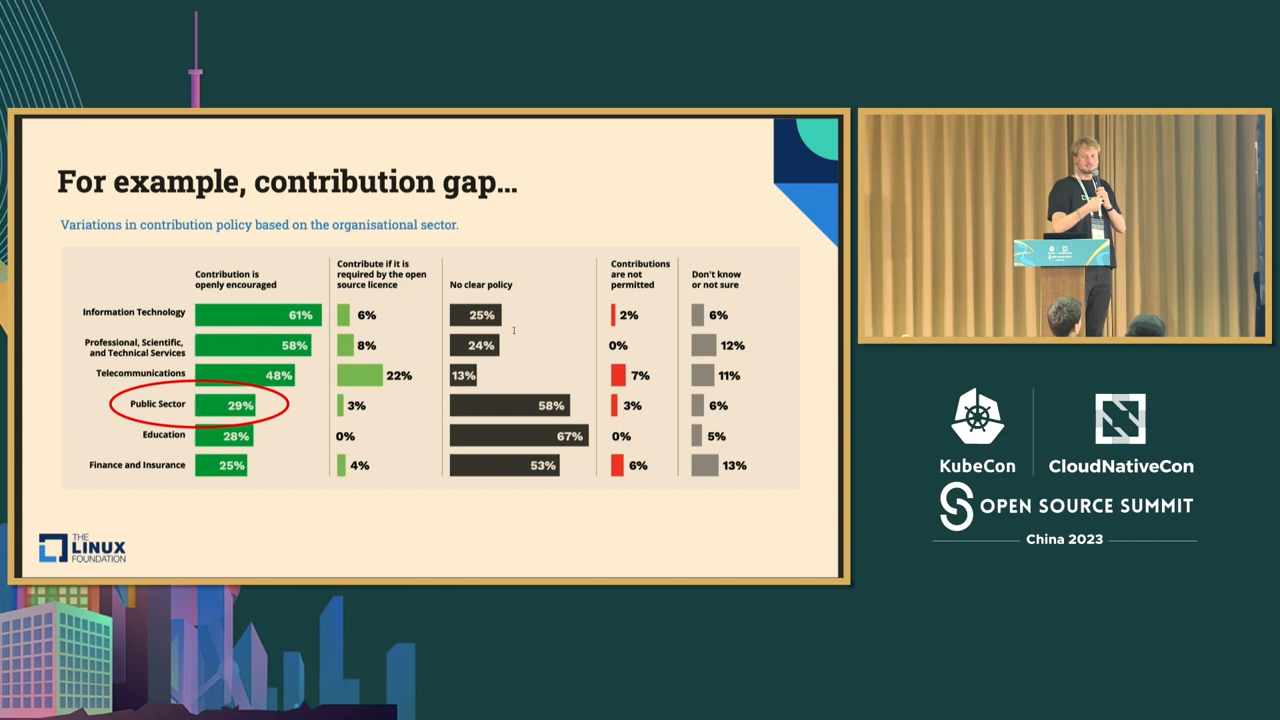 For example, contribution gap...
Variations in contribution policy based on the organisational sector.
Contribution is
openly encouraged
Contribute if it is
required by the open
source licence
No clear policy
Contributions
are not
permitted
Don't know
or not sure
Information Technology 61% 6% 25% 2% 6%
Professional, Scientific,
and Technical Services 58% 8% 24% 0% 12%
Telecommunications 48% 22% 13% 7% 11%
Public Sector 29% 3% 58% 3% 6%
Education 28% 0% 67% 0% 5%
Finance and Insurance 25% 4% 53% 6% 13%
THE
LINUX
FOUNDATION
KubeCon
CloudNativeCon
OPEN SOURCE SUMMIT
China 2023